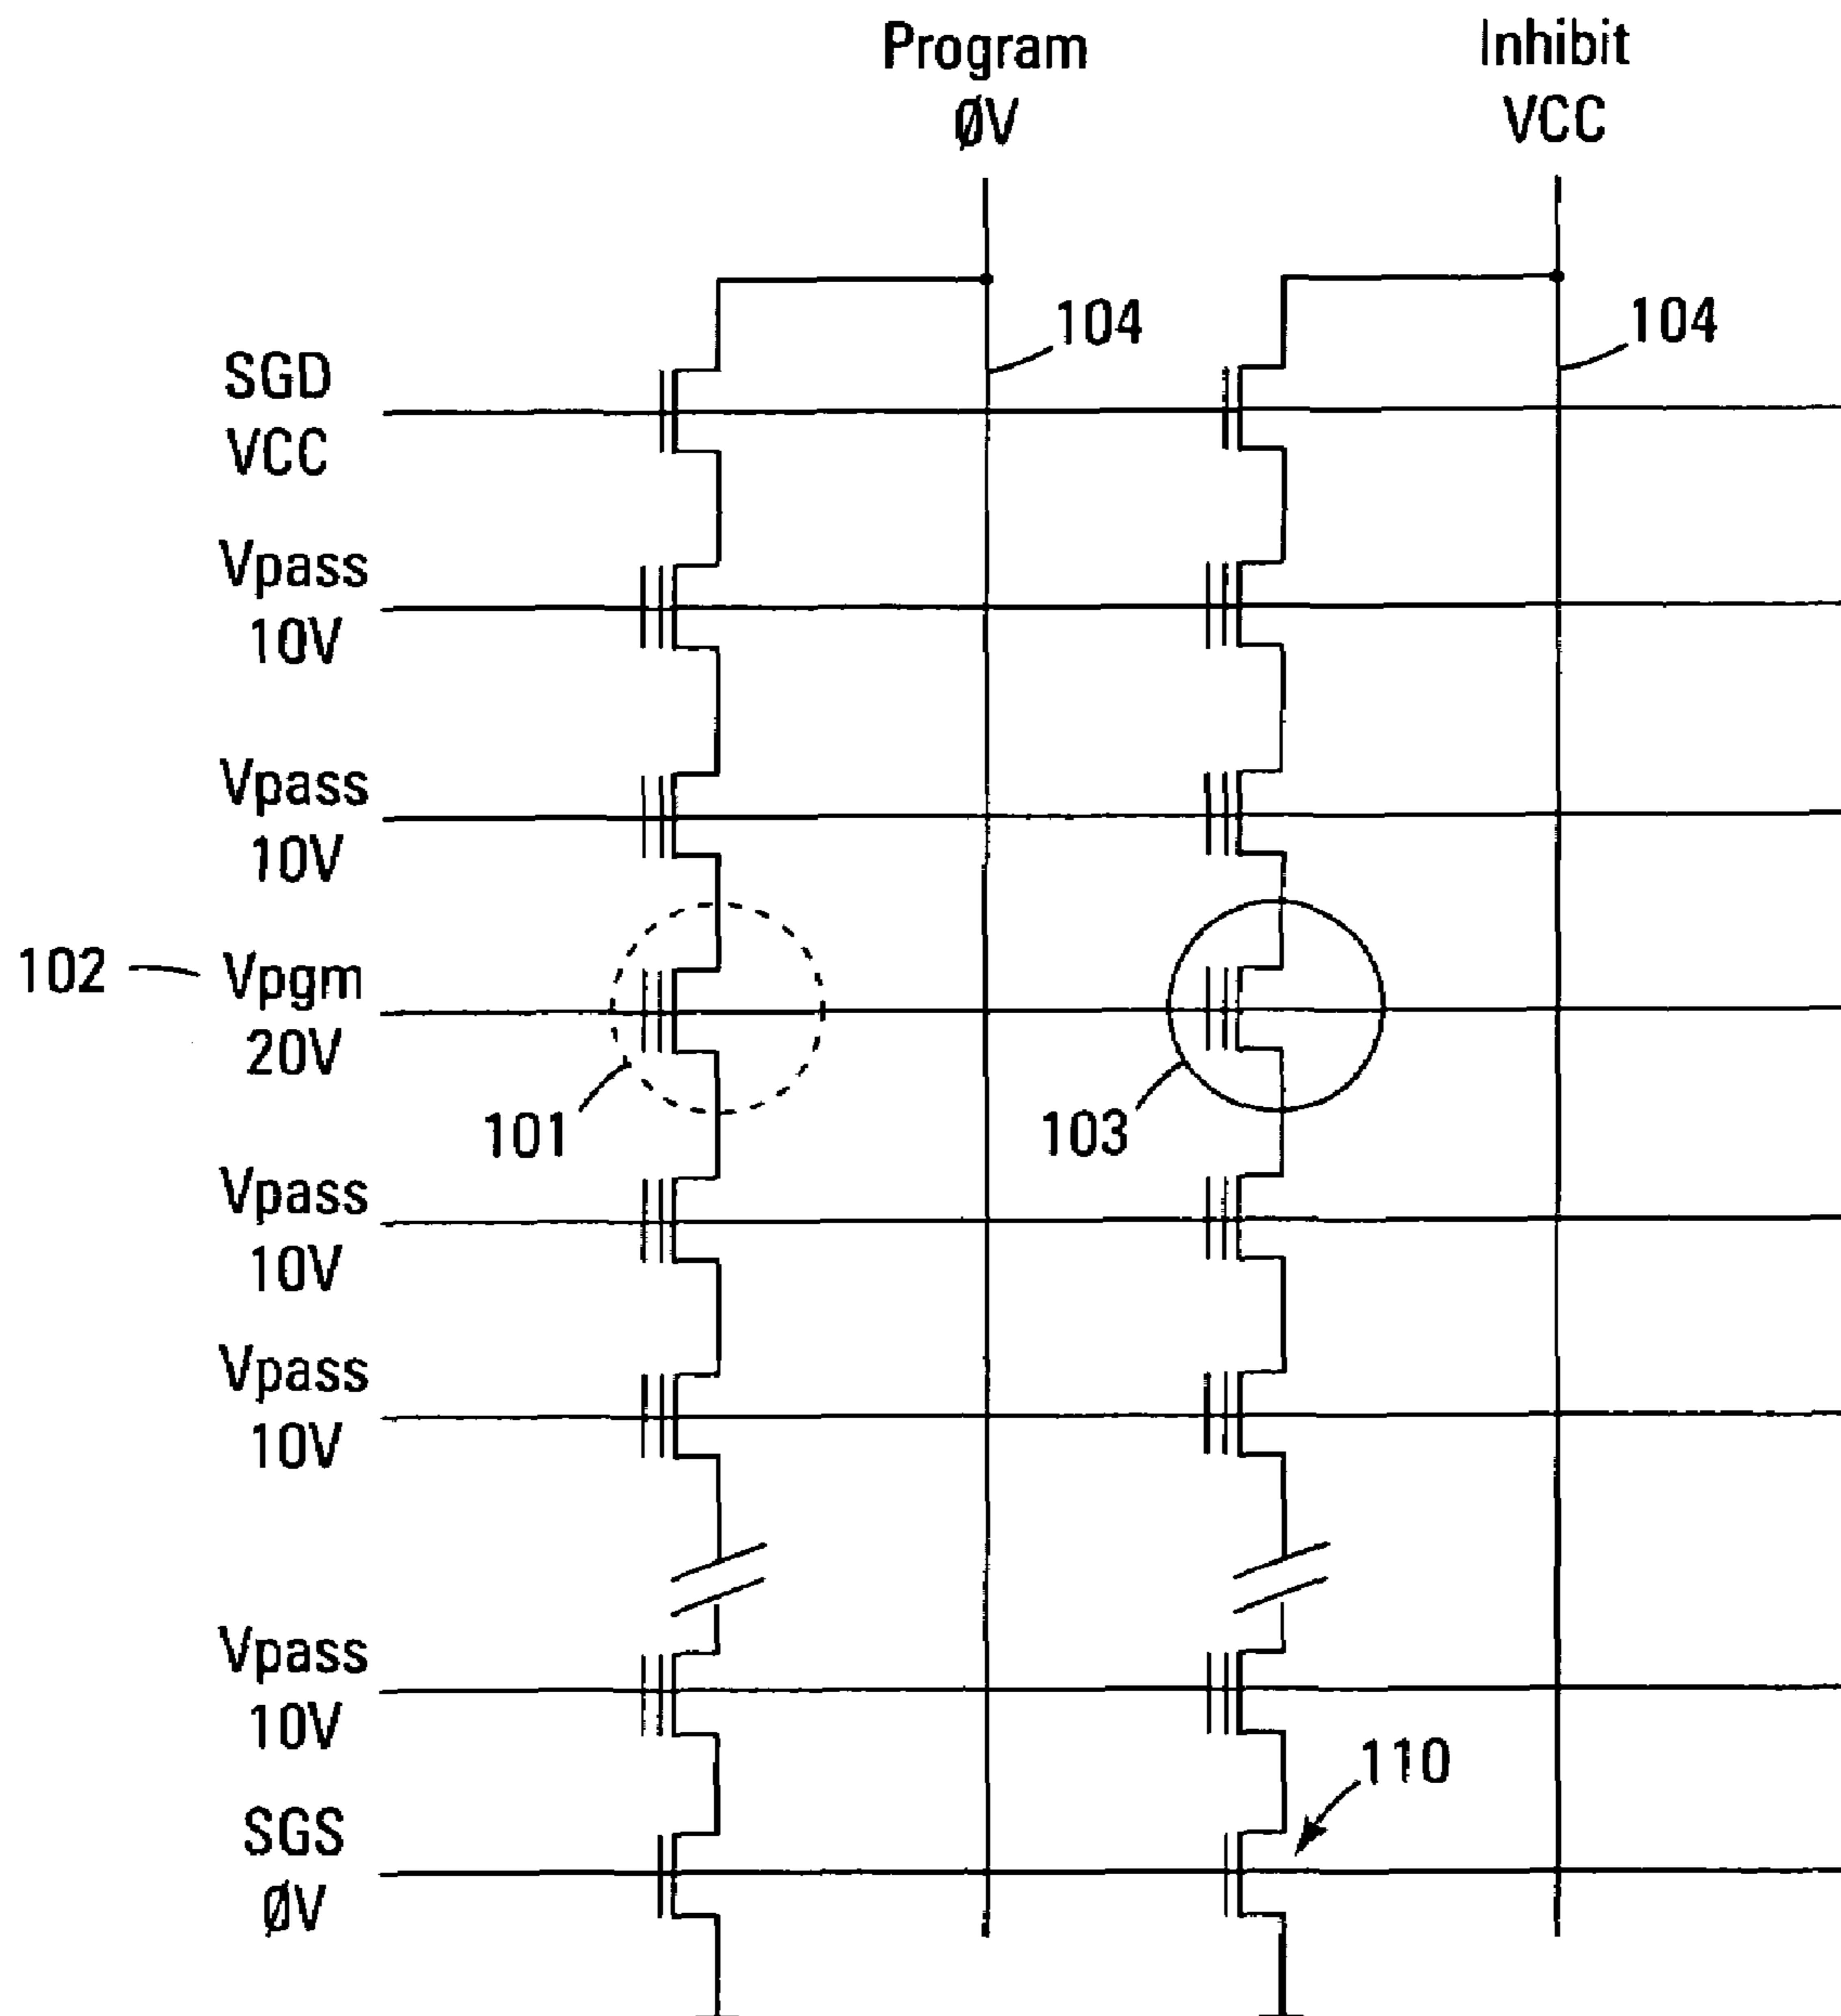 Program
ØV
Inhibit
VCC
104
104
SGD
VCC
Vpass
10V
Vpass
10V
102
Vpgm
20V
101
103
Vpass
10V
Vpass
10V
Vpass
10V
110
SGS
ØV